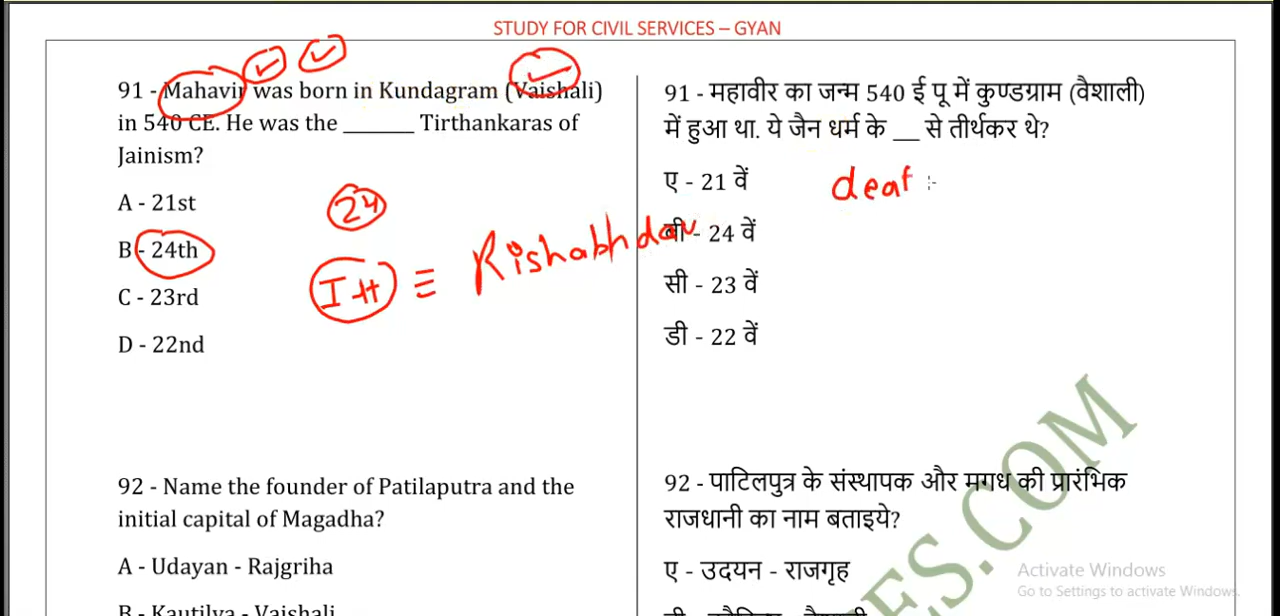 STUDY FOR CIVIL SERVICES – GYAN
91 - Mahavir was born in Kundagram (Vaishali)
in 540 CE. He was the _______ Tirthankaras of
Jainism?
A - 21st
B - 24th
C - 23rd
D - 22nd
24
Ist ≡ Rishabhdav
92 - Name the founder of Patilaputra and the
initial capital of Magadha?
A - Udayan - Rajgriha
B - Kautilya - Vaishali
91 - महावीर का जन्म 540 ई पू में कुण्डग्राम (वैशाली)
में हुआ था. ये जैन धर्म के __ से तीर्थकर थे?
ए - 21 वें
बी - 24 वें
सी - 23 वें
डी - 22 वें
deaf :-
92 - पाटिलपुत्र के संस्थापक और मगध की प्रारंभिक
राजधानी का नाम बताइये?
ए - उदयन - राजगृह
ES.COM
Activate Windows
Go to Settings to activate Windows.